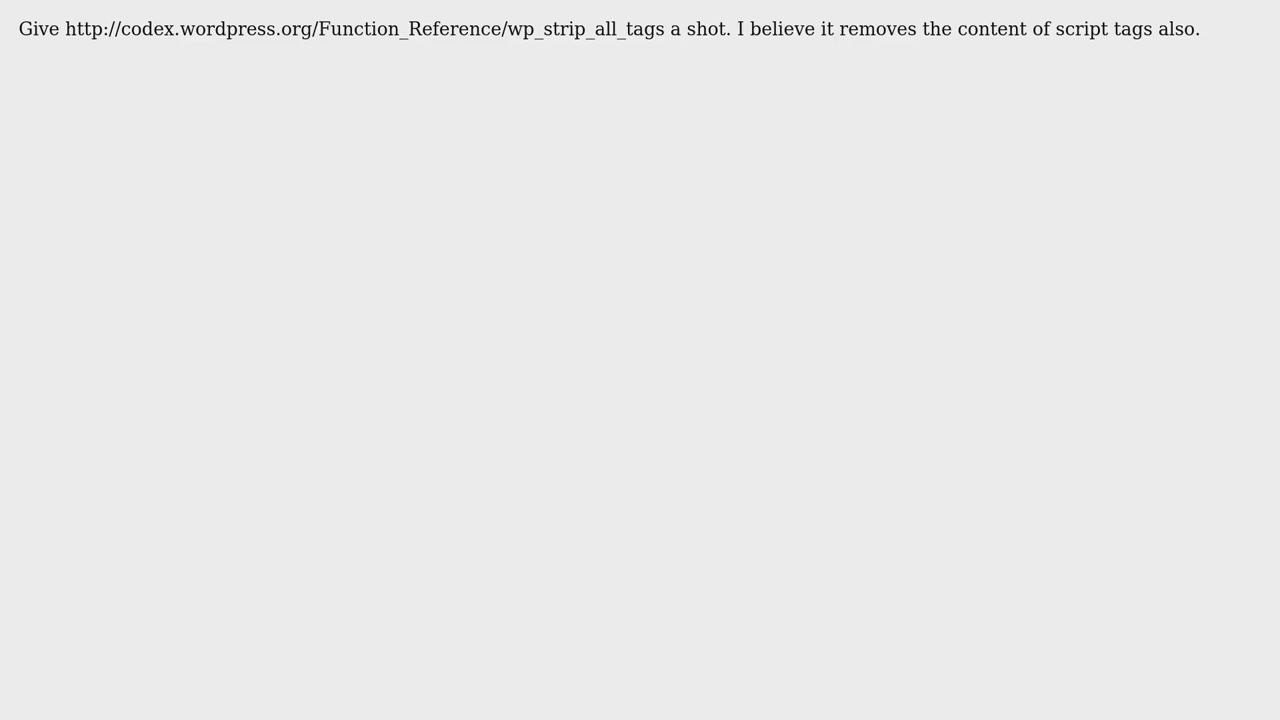 Give http://codex.wordpress.org/Function_Reference/wp_strip_all_tags a shot. I believe it removes the content of script tags also.